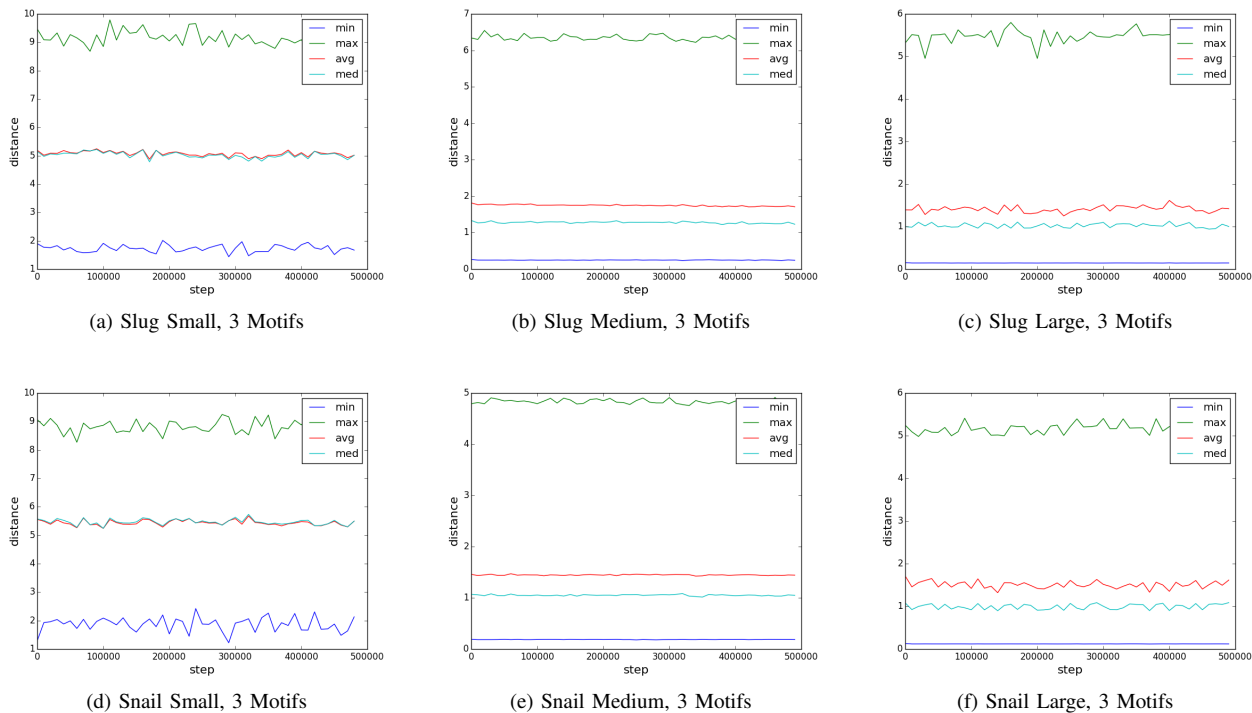 10
9
8
7
6
5
4
3
2
1
distance
0 100000 200000 300000 400000 500000
step
min
max
avg
med
(a) Slug Small, 3 Motifs
7
6
5
4
3
2
1
0
distance
0 100000 200000 300000 400000 500000
step
min
max
avg
med
(b) Slug Medium, 3 Motifs
6
5
4
3
2
1
0
distance
0 100000 200000 300000 400000 500000
step
min
max
avg
med
(c) Slug Large, 3 Motifs
10
9
8
7
6
5
4
3
2
1
distance
0 100000 200000 300000 400000 500000
step
min
max
avg
med
(d) Snail Small, 3 Motifs
5
4
3
2
1
0
distance
0 100000 200000 300000 400000 500000
step
min
max
avg
med
(e) Snail Medium, 3 Motifs
6
5
4
3
2
1
0
distance
0 100000 200000 300000 400000 500000
step
min
max
avg
med
(f) Snail Large, 3 Motifs